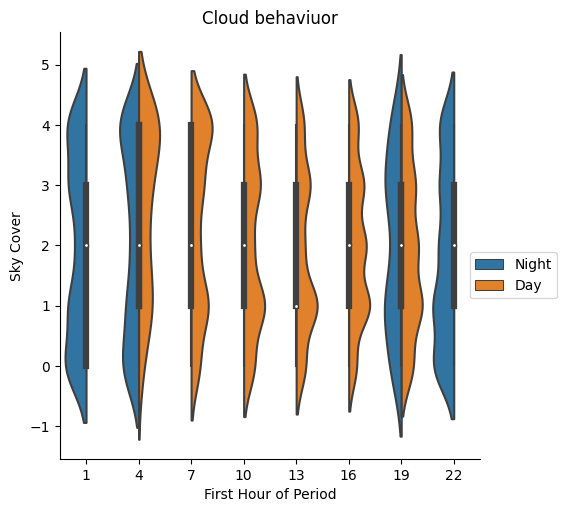 Cloud behaviuor
5
4
3
2
1
0
−1
Sky Cover
Night
Day
1 4 7 10 13 16 19 22
First Hour of Period